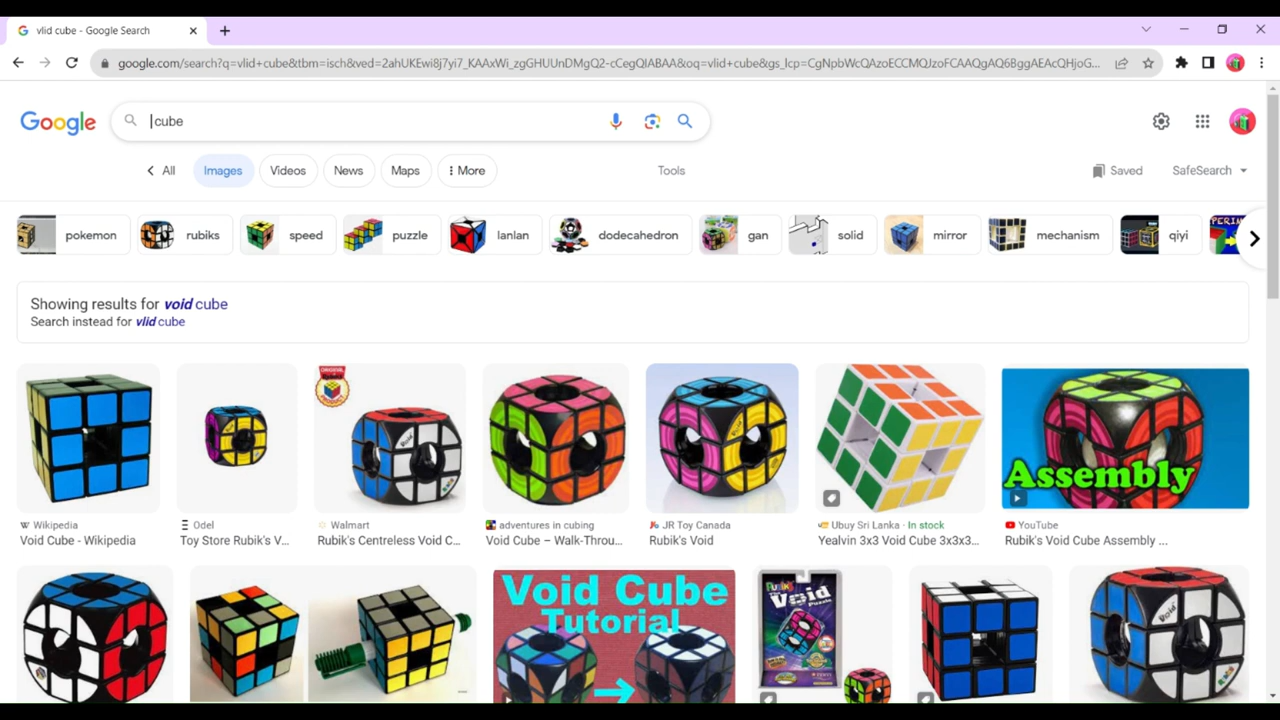 vlid cube - Google Search
google.com/search?q=vlid+cube&tbm=isch&ved=2ahUKEwi8j7yi7_KAAxWi_zgGHUUnDMgQ2-cCegQIABAA&oq=vlid+cube&gs_lcp=CgNpbWcQAzoECCMQJzoFCAAQgAQ6BggAEAcQHjoG...
Google
cube
All Images Videos News Maps More Tools Saved SafeSearch
pokemon rubiks speed puzzle lanlan dodecahedron gan solid mirror mechanism qiyi
Showing results for void cube
Search instead for vlid cube
Assembly
Wikipedia
Void Cube - Wikipedia
Odel
Toy Store Rubik's V...
Walmart
Rubik's Centreless Void C...
adventures in cubing
Void Cube – Walk-Throu...
JR Toy Canada
Rubik's Void
Ubuy Sri Lanka · In stock
Yealvin 3x3 Void Cube 3x3x3...
YouTube
Rubik's Void Cube Assembly ...
Void Cube
Tutorial
Rubik's
Void
Void